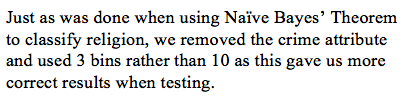 Just as was done when using Naïve Bayes’ Theorem
to classify religion, we removed the crime attribute
and used 3 bins rather than 10 as this gave us more
correct results when testing.